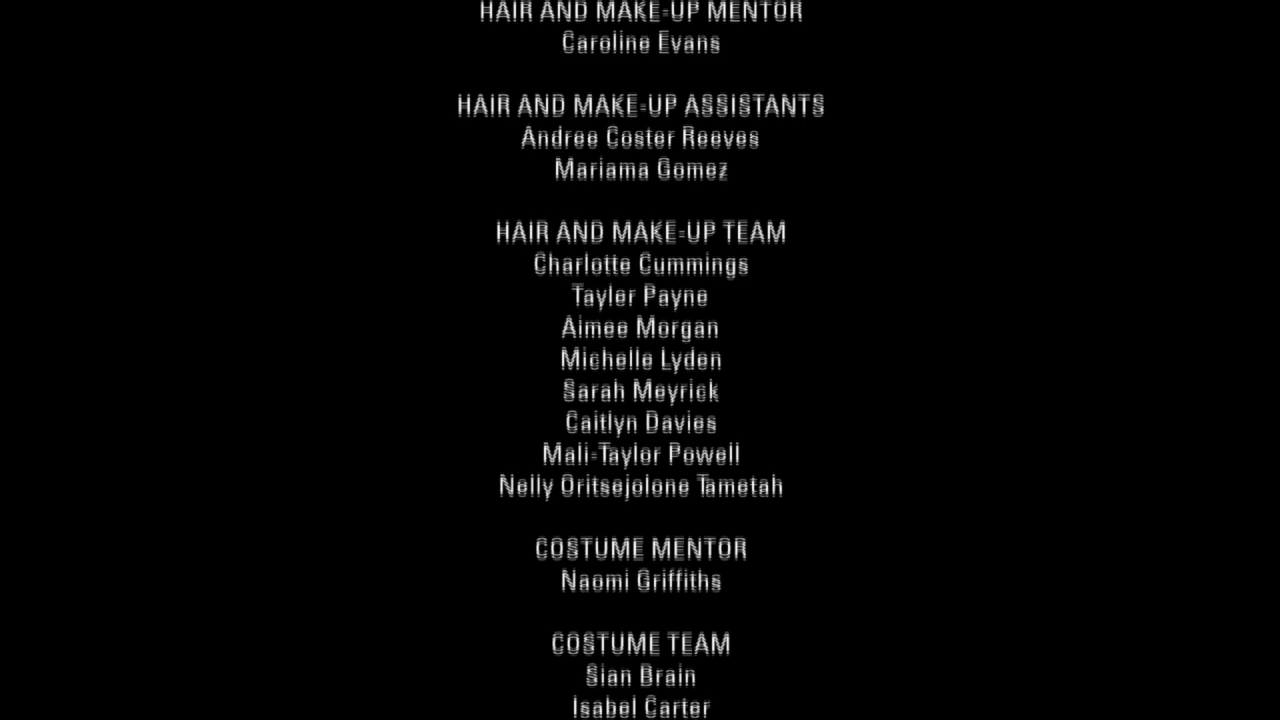 HAIR AND MAKE-UP MENTOR
Caroline Evans
HAIR AND MAKE-UP ASSISTANTS
Andree Coster Reeves
Mariama Gomez
HAIR AND MAKE-UP TEAM
Charlotte Cummings
Tayler Payne
Aimee Morgan
Michelle Lyden
Sarah Meyrick
Caitlyn Davies
Mali-Taylor Powell
Nelly Oritsejolone Tametah
COSTUME MENTOR
Naomi Griffiths
COSTUME TEAM
Sian Brain
Isabel Carter